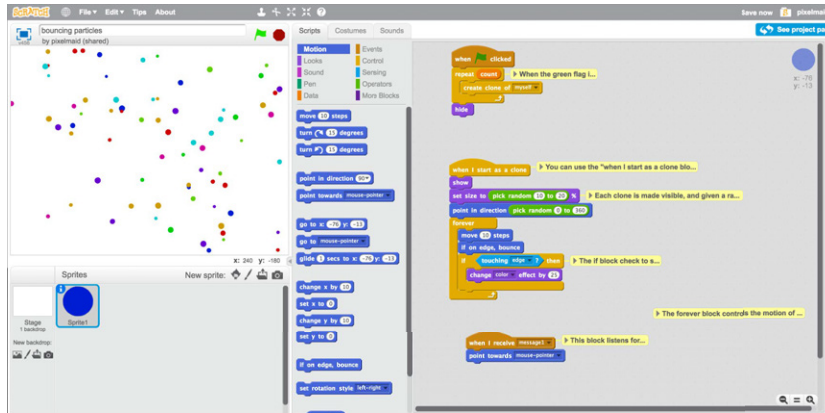 SCRATCH File Edit Tips About Save now pixelmaid
bouncing particles
by pixelmaid (shared)
Scripts Costumes Sounds
See project pa
Motion Events
Looks Control
Sound Sensing
Pen Operators
Data More Blocks
move 10 steps
turn 15 degrees
turn 15 degrees
point in direction 90
point towards mouse-pointer
go to x: -76 y: -13
go to mouse-pointer
glide 1 secs to x: -76 y: -13
change x by 10
set x to 0
change y by 10
set y to 0
if on edge, bounce
set rotation style left-right
x: 240 y: -180
Sprites New sprite:
Stage
1 backdrop
New backdrop:
Sprite1
when clicked
repeat count
When the green flag i...
create clone of myself
hide
x: -76
y: -13
when I start as a clone
You can use the "when I start as a clone blo...
show
set size to pick random 10 to 20 %
Each clone is made visible, and given a ra...
point in direction pick random 0 to 360
forever
move 10 steps
if on edge, bounce
if touching edge ? then
The if block check to s...
change color effect by 25
The forever block controls the motion of ...
when I receive message1
This block listens for...
point towards mouse-pointer